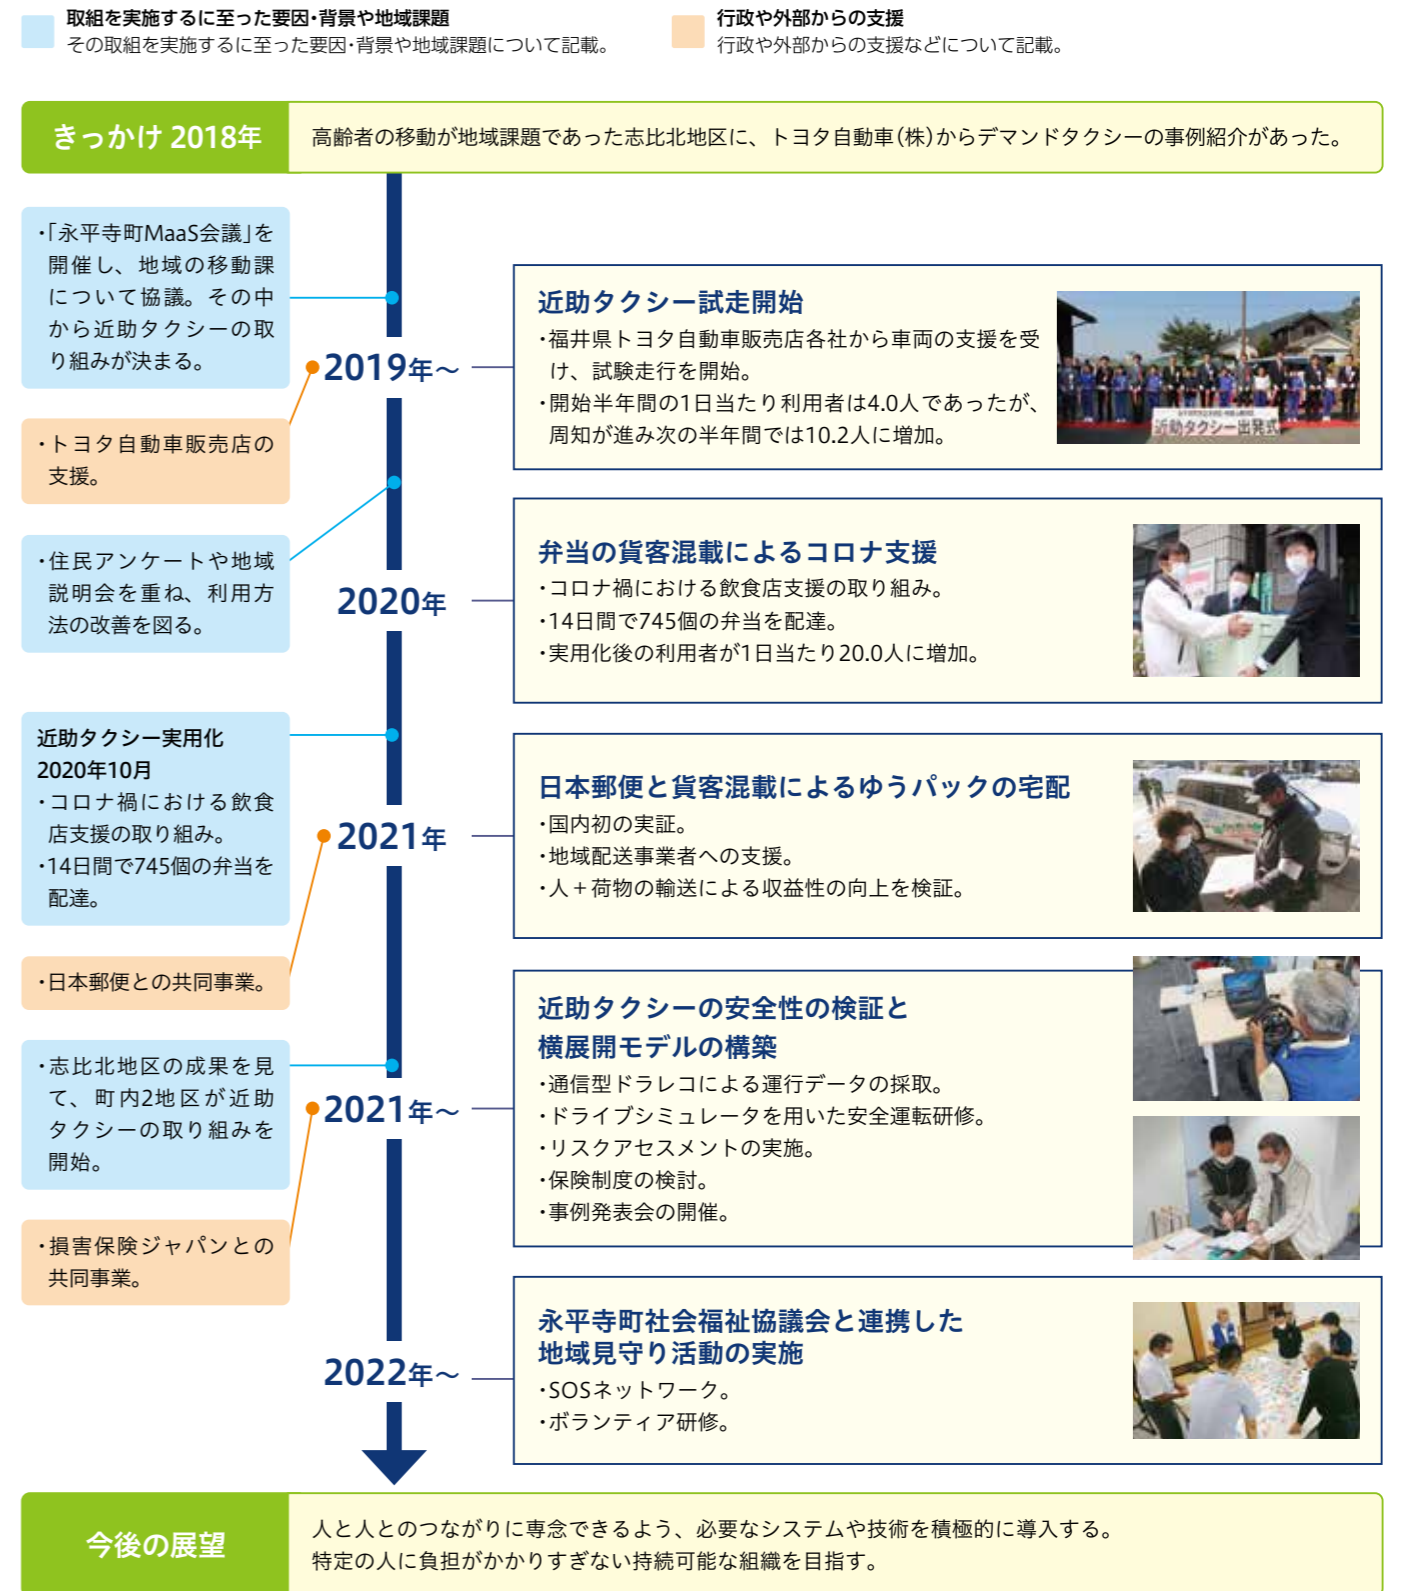 取組を実施するに至った要因・背景や地域課題
その取組を実施するに至った要因・背景や地域課題について記載。
行政や外部からの支援
行政や外部からの支援などについて記載。
きっかけ 2018年
高齢者の移動が地域課題であった志比北地区に、トヨタ自動車(株)からデマンドタクシーの事例紹介があった。
・「永平寺町MaaS会議」を
開催し、地域の移動課
について協議。その中
から近助タクシーの取
り組みが決まる。
・トヨタ自動車販売店の
支援。
2019年～
近助タクシー試走開始
・福井県トヨタ自動車販売店各社から車両の支援を受
け、試験走行を開始。
・開始半年間の1日当たり利用者は4.0人であったが、
周知が進み次の半年間では10.2人に増加。
近助タクシー出発式
・住民アンケートや地域
説明会を重ね、利用方
法の改善を図る。
2020年
弁当の貨客混載によるコロナ支援
・コロナ禍における飲食店支援の取り組み。
・14日間で745個の弁当を配達。
・実用化後の利用者が1日当たり20.0人に増加。
近助タクシー実用化
2020年10月
・コロナ禍における飲食
店支援の取り組み。
・14日間で745個の弁当を
配達。
・日本郵便との共同事業。
2021年
日本郵便と貨客混載によるゆうパックの宅配
・国内初の実証。
・地域配送事業者への支援。
・人＋荷物の輸送による収益性の向上を検証。
・志比北地区の成果を見
て、町内2地区が近助
タクシーの取り組みを
開始。
・損害保険ジャパンとの
共同事業。
2021年～
近助タクシーの安全性の検証と
横展開モデルの構築
・通信型ドラレコによる運行データの採取。
・ドライブシミュレータを用いた安全運転研修。
・リスクアセスメントの実施。
・保険制度の検討。
・事例発表会の開催。
2022年～
永平寺町社会福祉協議会と連携した
地域見守り活動の実施
・SOSネットワーク。
・ボランティア研修。
今後の展望
人と人とのつながりに専念できるよう、必要なシステムや技術を積極的に導入する。
特定の人に負担がかかりすぎない持続可能な組織を目指す。